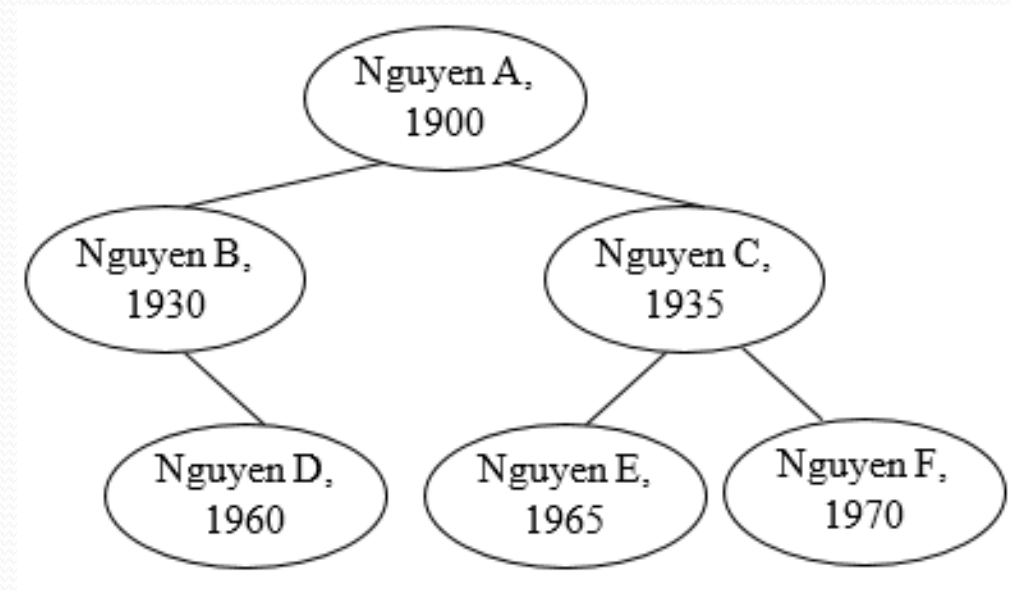 Nguyen A,
1900
Nguyen B,
1930
Nguyen C,
1935
Nguyen D,
1960
Nguyen E,
1965
Nguyen F,
1970